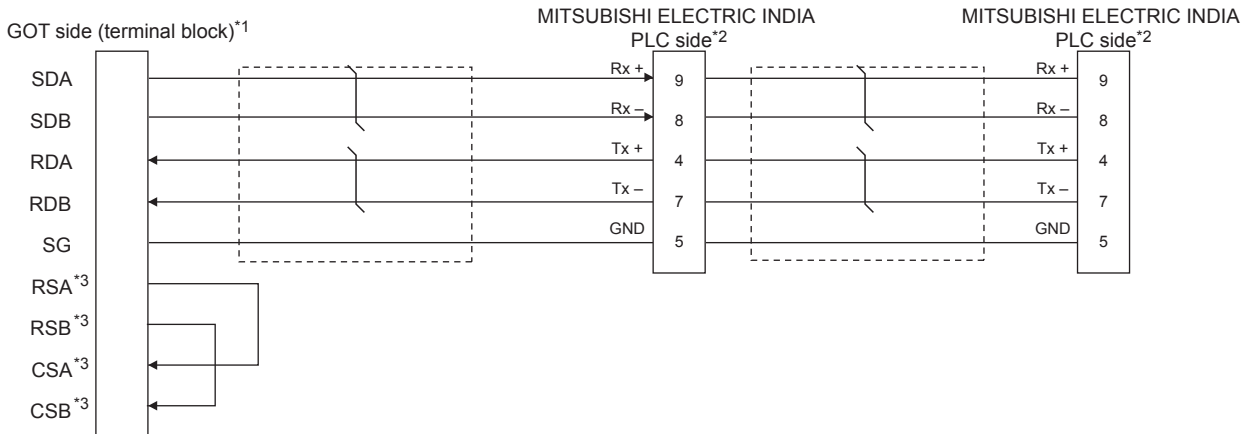 MITSUBISHI ELECTRIC INDIA
PLC side*2
MITSUBISHI ELECTRIC INDIA
PLC side*2
GOT side (terminal block)*1
SDA
Rx +
9
Rx +
9
SDB
Rx –
8
Rx –
8
RDA
Tx +
4
Tx +
4
RDB
Tx –
7
Tx –
7
SG
GND
5
GND
5
RSA*3
RSB*3
CSA*3
CSB*3